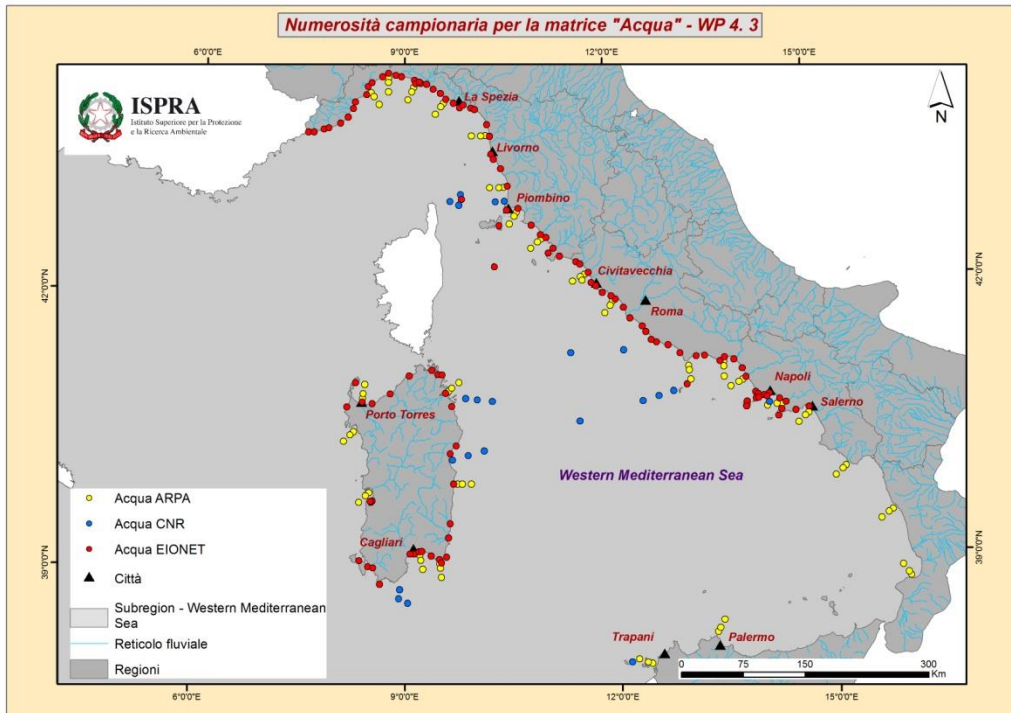 Numerosità campionaria per la matrice "Acqua" - WP 4. 3
6°0'0"E
9°0'0"E
12°0'0"E
15°0'0"E
ISPRA
Istituto Superiore per la Protezione
e la Ricerca Ambientale
N
La Spezia
Livorno
Piombino
Civitavecchia
42°0'0"N
42°0'0"N
Roma
Napoli
Porto Torres
Salerno
Western Mediterranean Sea
Acqua ARPA
Acqua CNR
Acqua EIONET
Città
Subregion - Western Mediterranean
Sea
Reticolo fluviale
Regioni
Cagliari
39°0'0"N
39°0'0"N
Trapani
Palermo
0 75 150 300
Km
6°0'0"E
9°0'0"E
12°0'0"E
15°0'0"E